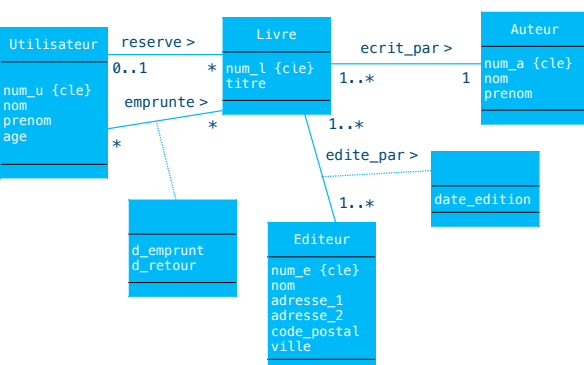 Utilisateur
num_u {cle}
nom
prenom
age
reserve >
0..1
*
emprunte >
*
*
Livre
num_l {cle}
titre
ecrit_par >
1..*
1
Auteur
num_a {cle}
nom
prenom
1..*
edite_par >
1..*
date_edition
d_emprunt
d_retour
Editeur
num_e {cle}
nom
adresse_1
adresse_2
code_postal
ville